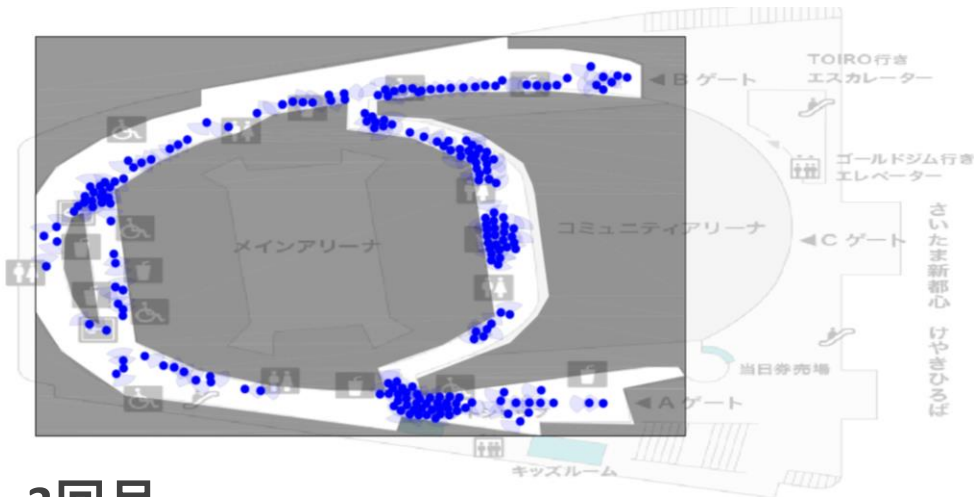 TOIRO行き
エスカレーター
◀ B ゲート
ゴールドジム行き
エレベーター
メインアリーナ
コミュニティアリーナ
◀ C ゲート
さいたま新都心 けやきひろば
当日券売場
◀ A ゲート
キッズルーム